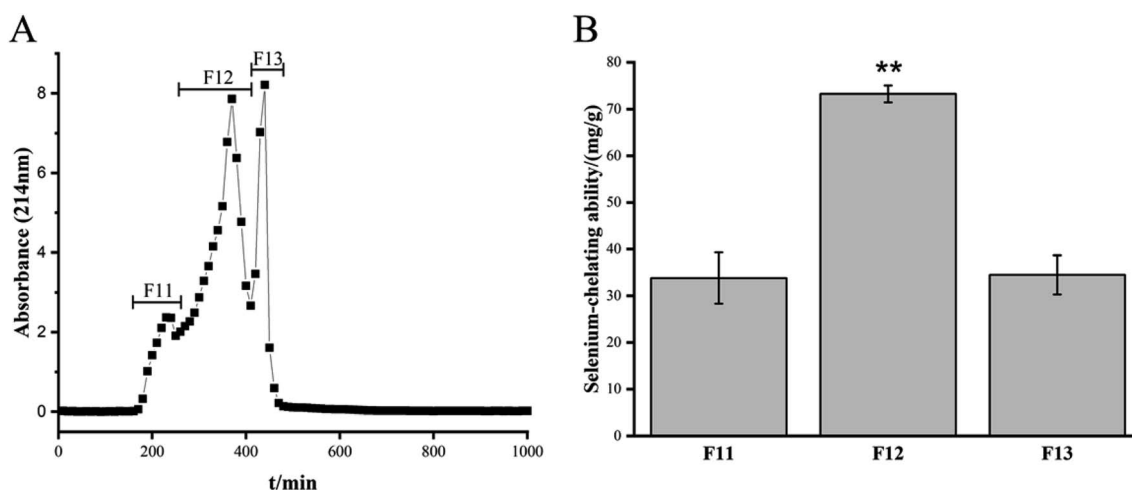 A
Absorbance (214nm)
8
6
4
2
0
F11
F12
F13
0 200 400 600 800 1000
t/min
B
Selenium-chelating ability/(mg/g)
80
70
60
50
40
30
20
10
0
**
F11 F12 F13